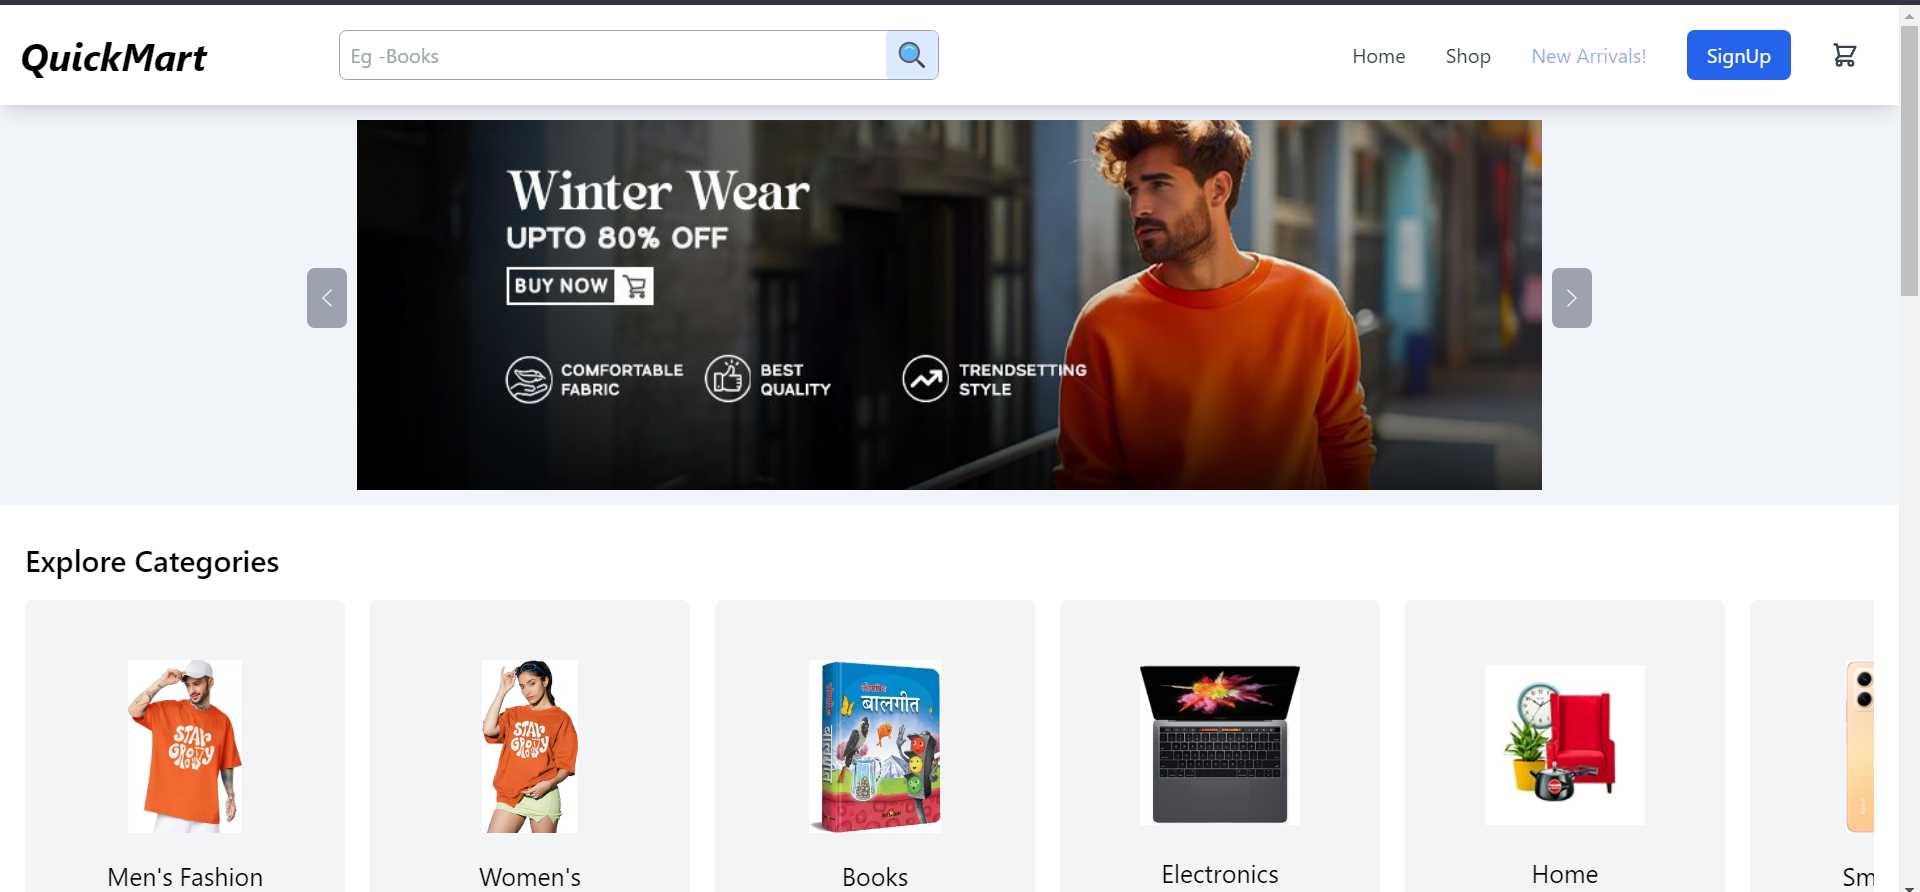 QuickMart
Eg -Books
Home
Shop
New Arrivals!
SignUp
Winter Wear
UPTO 80% OFF
BUY NOW
COMFORTABLE
FABRIC
BEST
QUALITY
TRENDSETTING
STYLE
Explore Categories
STAY
GROOVY
STAY
GROOVY
बालगीत
Men's Fashion
Women's
Books
Electronics
Home
Sm